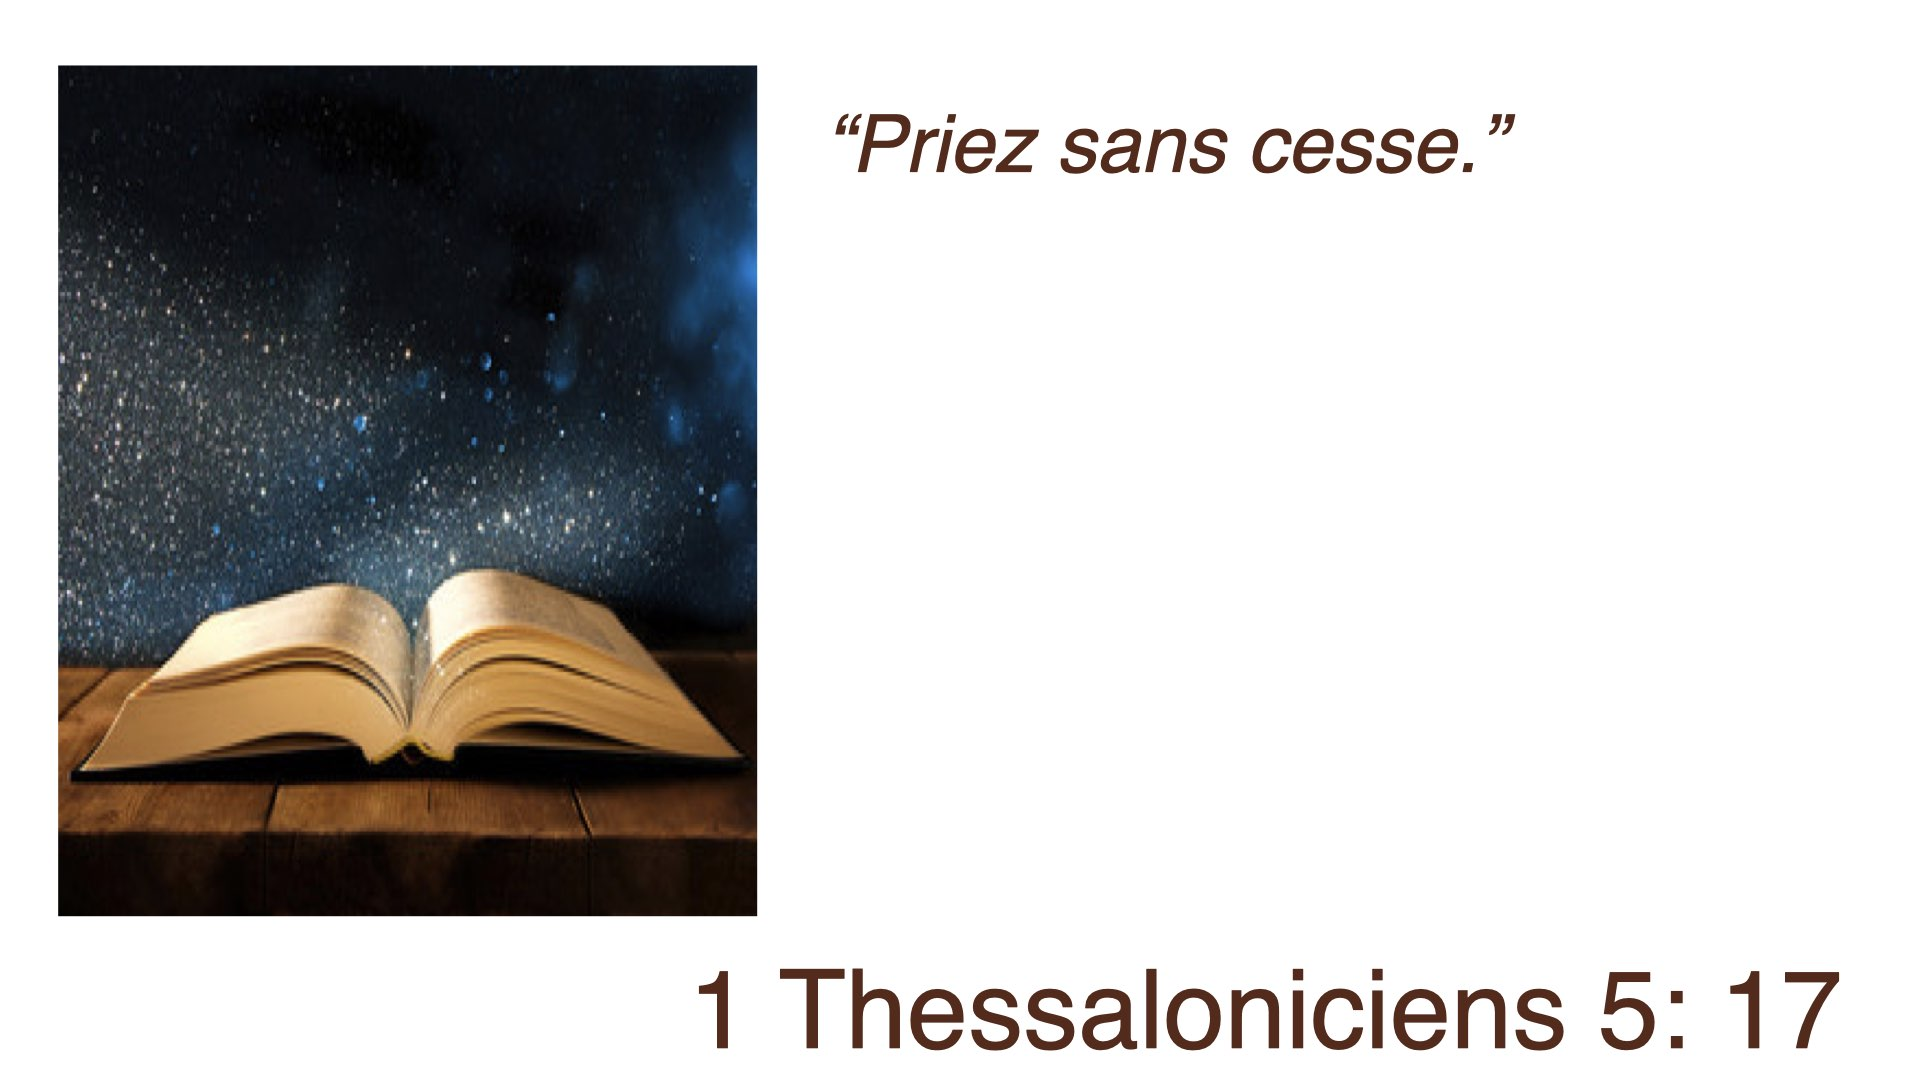 “Priez sans cesse.”
1 Thessaloniciens 5: 17